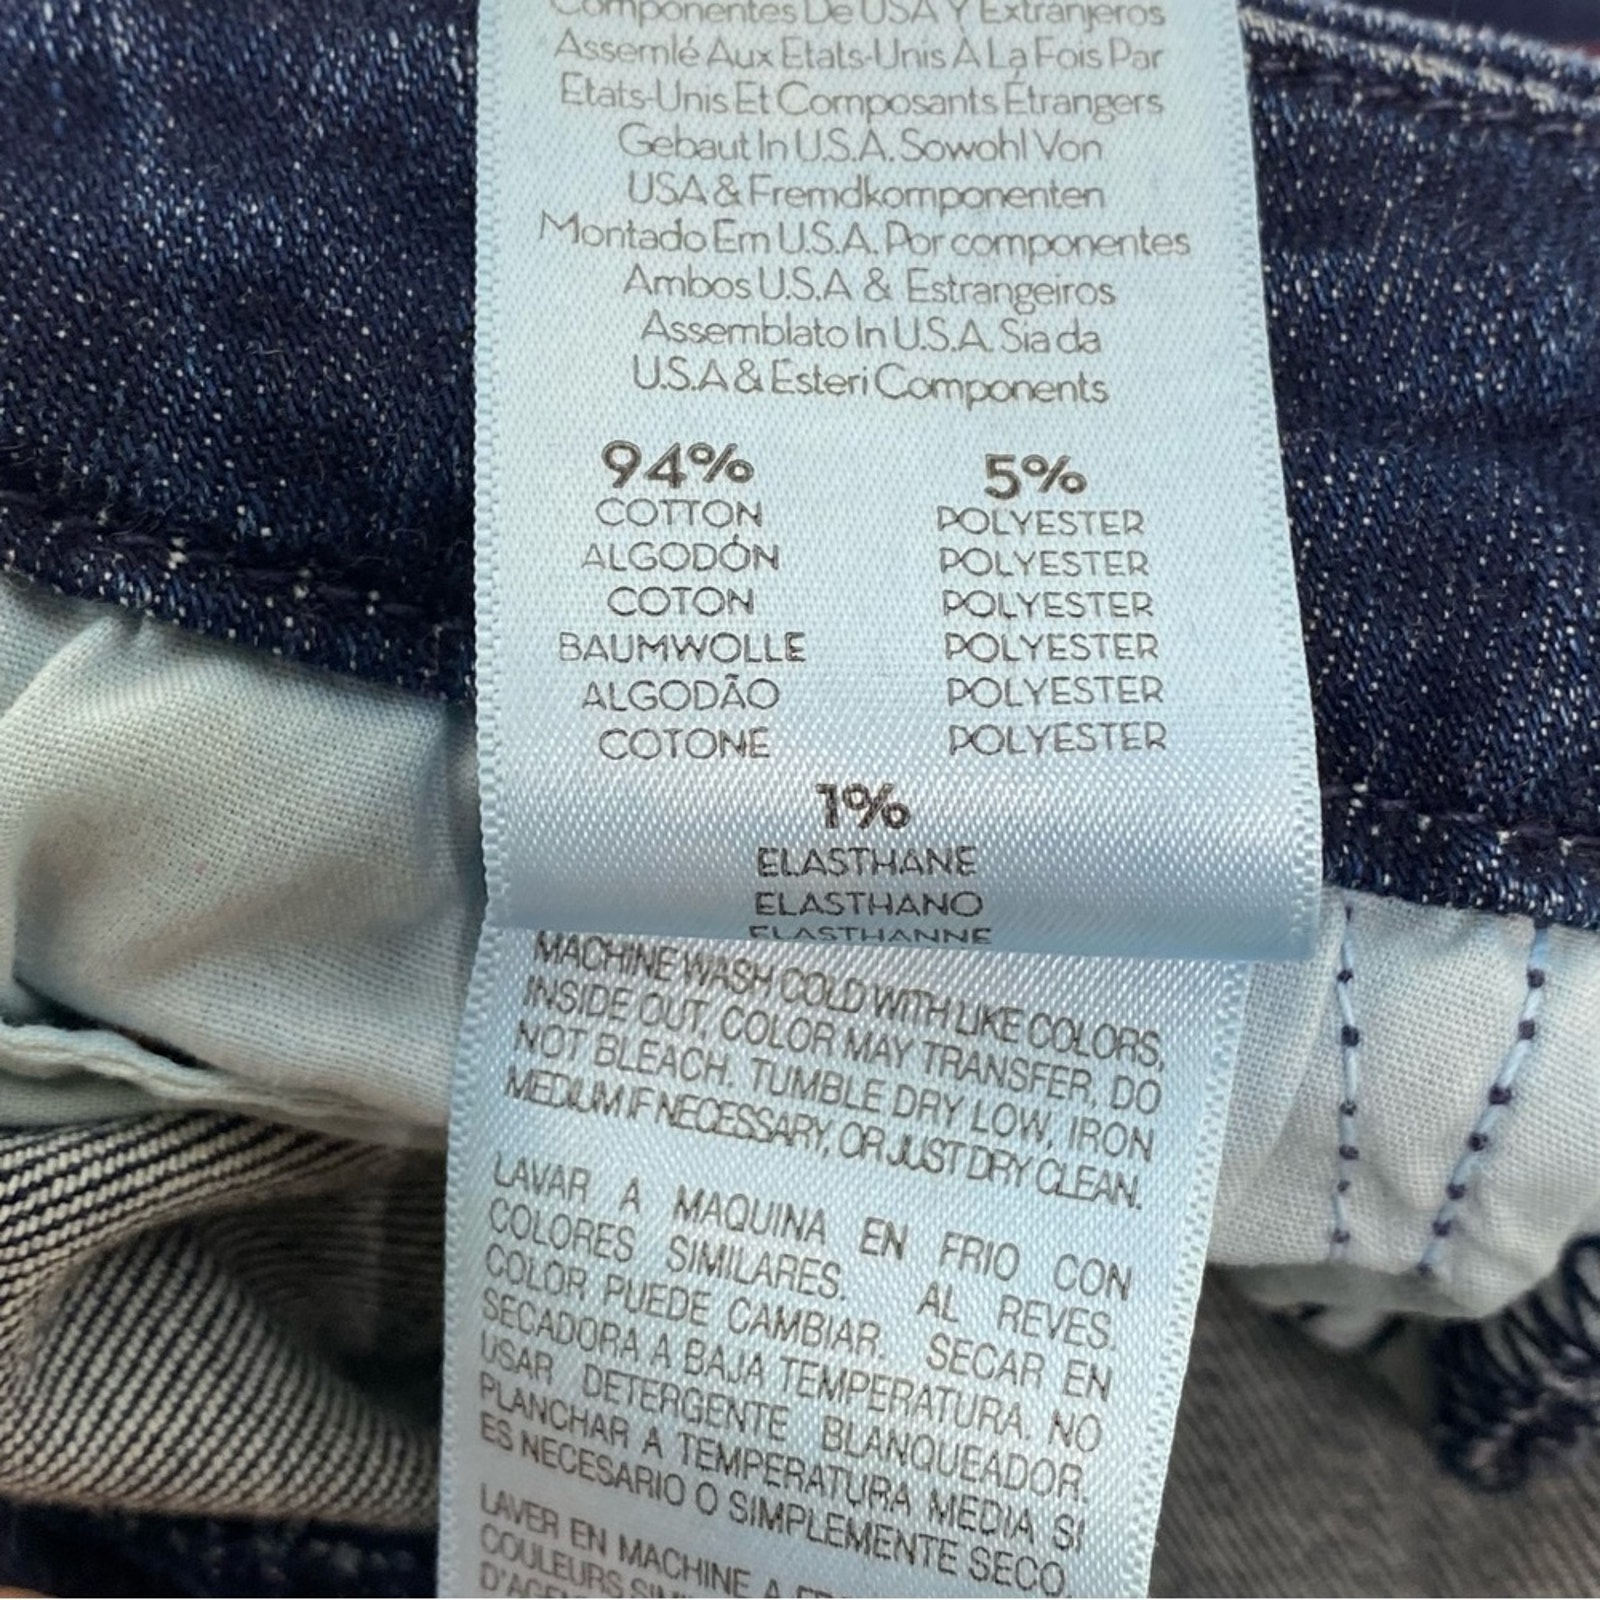 Componentes De USA Y Extranjeros
Assemlé Aux Etats-Unis À La Fois Par
Etats-Unis Et Composants Étrangers
Gebaut In U.S.A. Sowohl Von
USA & Fremdkomponenten
Montado Em U.S.A. Por componentes
Ambos U.S.A & Estrangeiros
Assemblato In U.S.A. Sia da
U.S.A & Esteri Components
94% 5%
COTTON POLYESTER
ALGODÓN POLYESTER
COTON POLYESTER
BAUMWOLLE POLYESTER
ALGODÃO POLYESTER
COTONE POLYESTER
1%
ELASTHANE
ELASTHANO
ELASTHANNE
MACHINE WASH COLD WITH LIKE COLORS,
INSIDE OUT, COLOR MAY TRANSFER, DO
NOT BLEACH. TUMBLE DRY LOW, IRON
MEDIUM IF NECESSARY, OR JUST DRY CLEAN.
LAVAR A MAQUINA EN FRIO CON
COLORES SIMILARES. AL REVES.
COLOR PUEDE CAMBIAR. SECAR EN
SECADORA A BAJA TEMPERATURA. NO
USAR DETERGENTE BLANQUEADOR.
PLANCHAR A TEMPERATURA MEDIA SI
ES NECESARIO O SIMPLEMENTE SECO.
LAVER EN MACHINE A
COULEURS